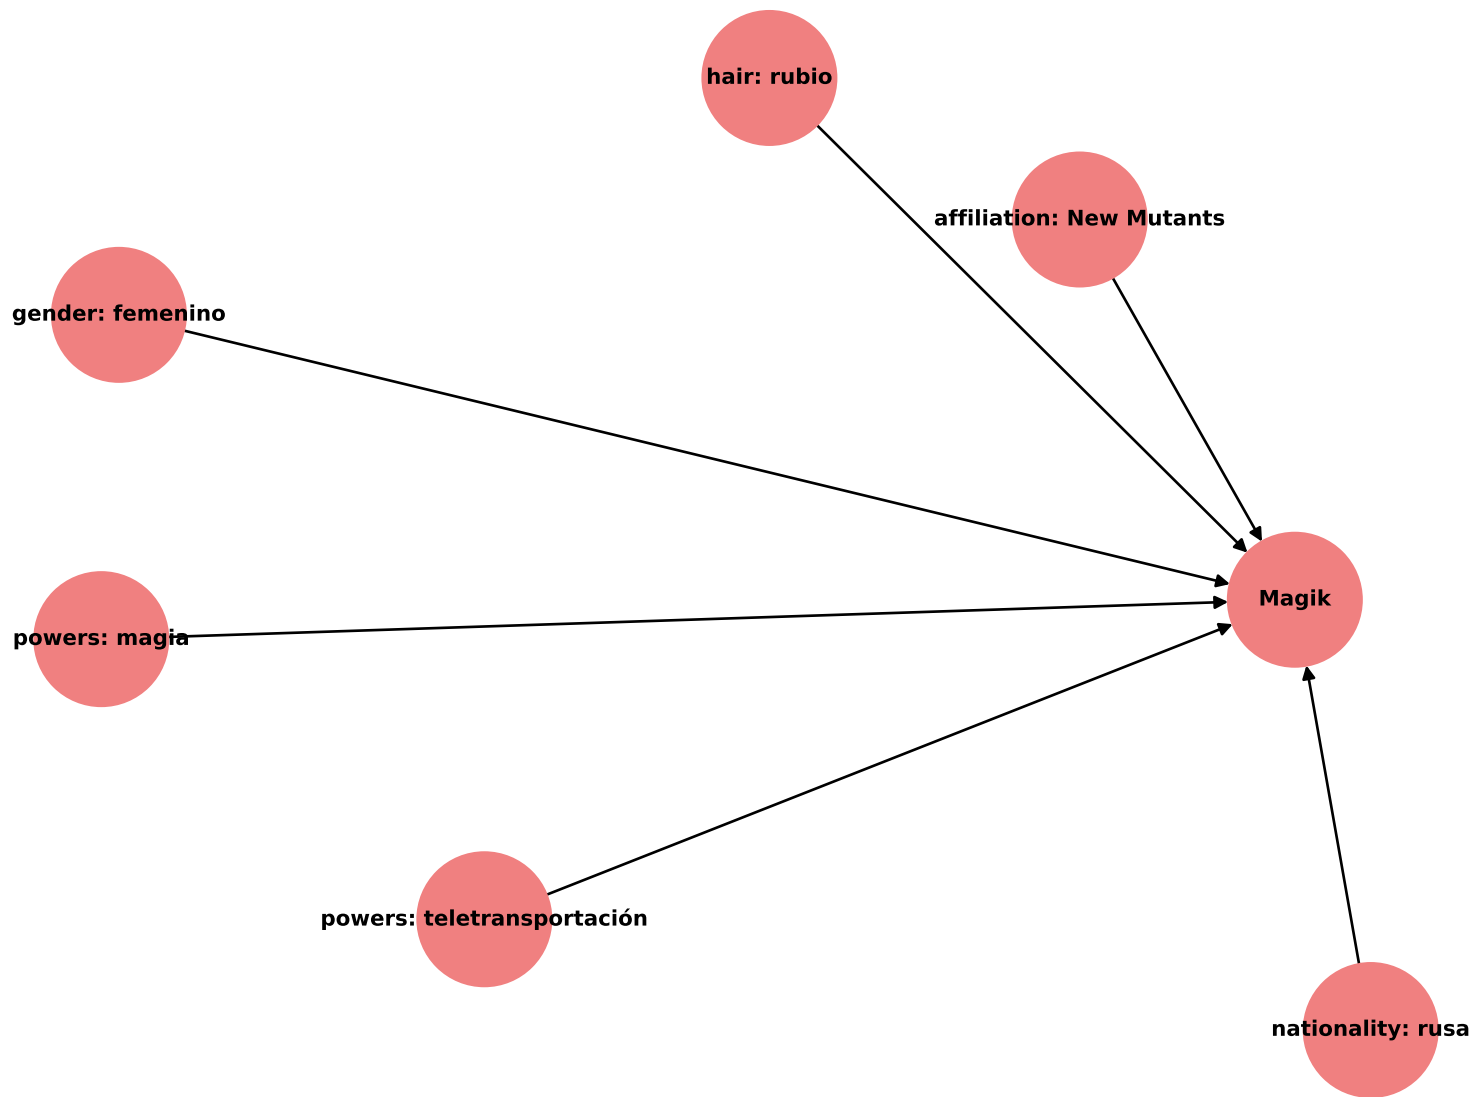 hair: rubio
affiliation: New Mutants
gender: femenino
Magik
powers: magia
powers: teletransportación
nationality: rusa